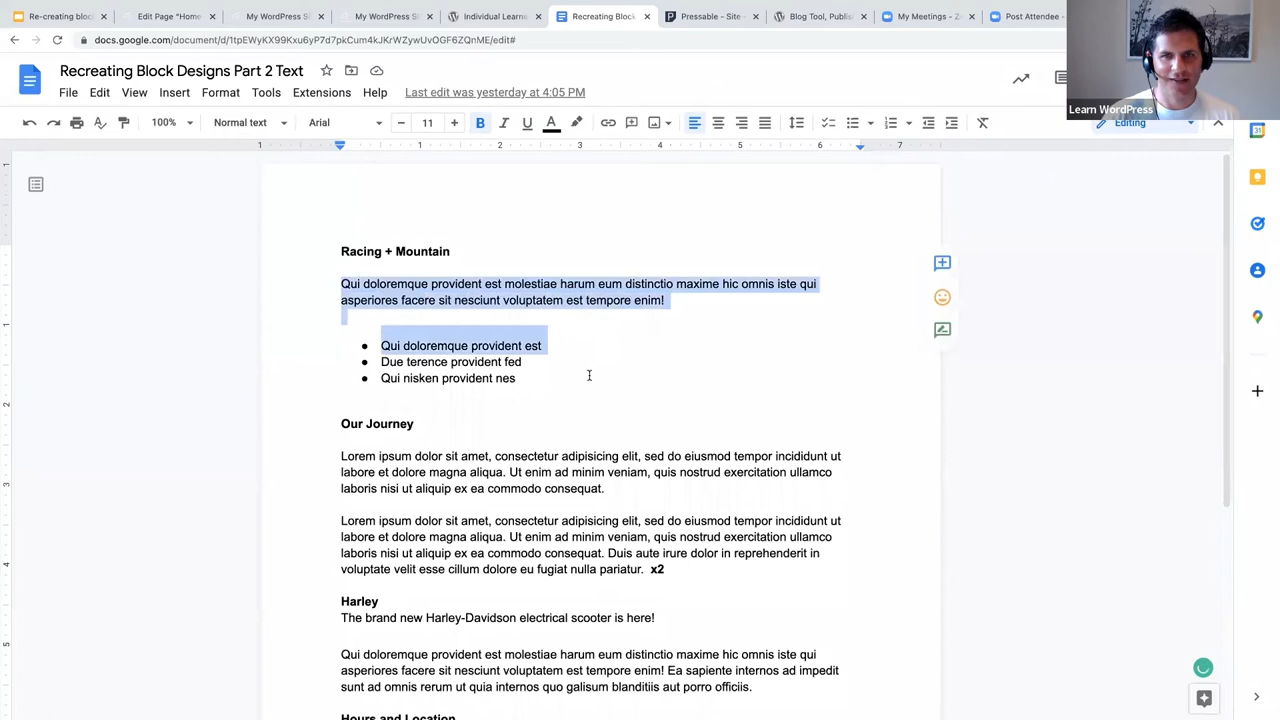 Re-creating bloc
Edit Page “Home
My WordPress Si
My WordPress Si
Individual Learne
Recreating Block
Pressable - Site
Blog Tool, Publis
My Meetings - Z
Post Attendee -
docs.google.com/document/d/1tpEWyKX99Kxu6yP7d7pkCum4kJKrWZywUvOGF6ZQnME/edit#
Learn WordPress
Recreating Block Designs Part 2 Text
File Edit View Insert Format Tools Extensions Help Last edit was yesterday at 4:05 PM
100% Normal text Arial 11 B I U A Editing
1 1 2 3 4 5 6 7
Racing + Mountain
Qui doloremque provident est molestiae harum eum distinctio maxime hic omnis iste qui
asperiores facere sit nesciunt voluptatem est tempore enim!
● Qui doloremque provident est
● Due terence provident fed
● Qui nisken provident nes
Our Journey
Lorem ipsum dolor sit amet, consectetur adipisicing elit, sed do eiusmod tempor incididunt ut
labore et dolore magna aliqua. Ut enim ad minim veniam, quis nostrud exercitation ullamco
laboris nisi ut aliquip ex ea commodo consequat.
Lorem ipsum dolor sit amet, consectetur adipisicing elit, sed do eiusmod tempor incididunt ut
labore et dolore magna aliqua. Ut enim ad minim veniam, quis nostrud exercitation ullamco
laboris nisi ut aliquip ex ea commodo consequat. Duis aute irure dolor in reprehenderit in
voluptate velit esse cillum dolore eu fugiat nulla pariatur. x2
Harley
The brand new Harley-Davidson electrical scooter is here!
Qui doloremque provident est molestiae harum eum distinctio maxime hic omnis iste qui
asperiores facere sit nesciunt voluptatem est tempore enim! Ea sapiente internos ad impedit
sunt ad omnis rerum ut quia internos quo galisum blanditiis aut porro officiis.
Hours and Location